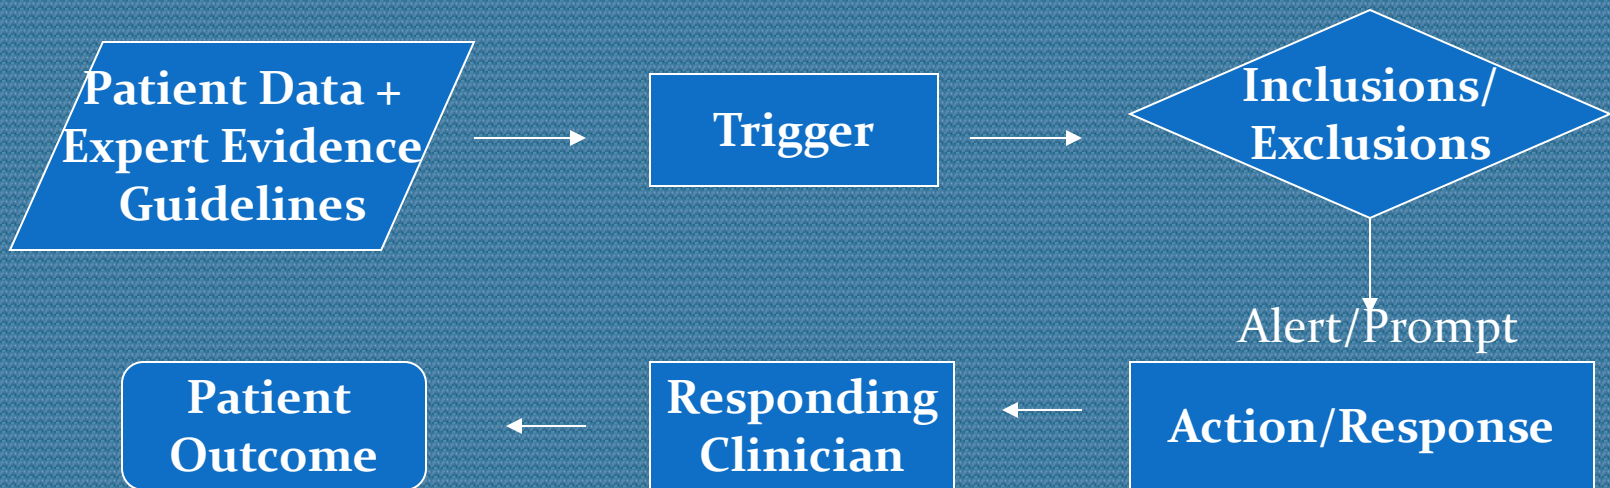 Patient Data +
Expert Evidence
Guidelines
Trigger
Inclusions/
Exclusions
Alert/Prompt
Action/Response
Responding
Clinician
Patient
Outcome